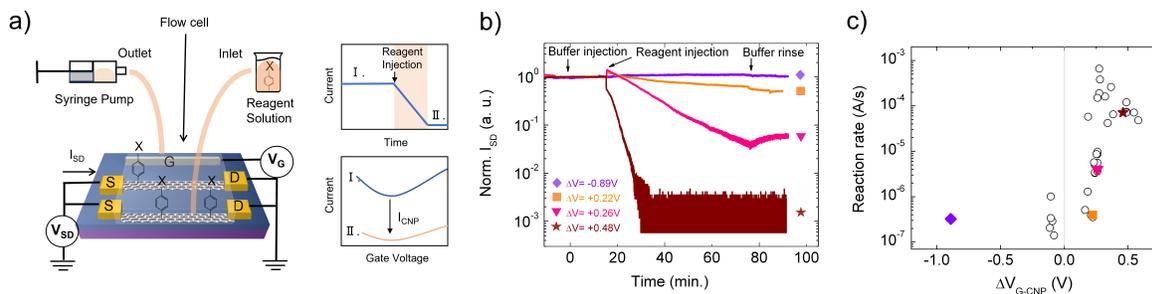 a)
Flow cell
Outlet
Inlet
Syringe Pump
Reagent
Solution
X
X
G
X
X
S
S
D
D
I_SD
V_G
V_SD
Reagent
Injection
Current
I.
II.
Time
Current
I.
II.
I_CNP
Gate Voltage
b)
Buffer injection
Reagent injection
Buffer rinse
Norm. I_SD (a. u.)
10^1
10^0
10^-1
10^-2
10^-3
ΔV= -0.89V
ΔV= +0.22V
ΔV= +0.26V
ΔV= +0.48V
0 20 40 60 80 100
Time (min.)
c)
Reaction rate (A/s)
10^-3
10^-4
10^-5
10^-6
10^-7
-1.0 -0.5 0.0 0.5
ΔV_G-CNP (V)